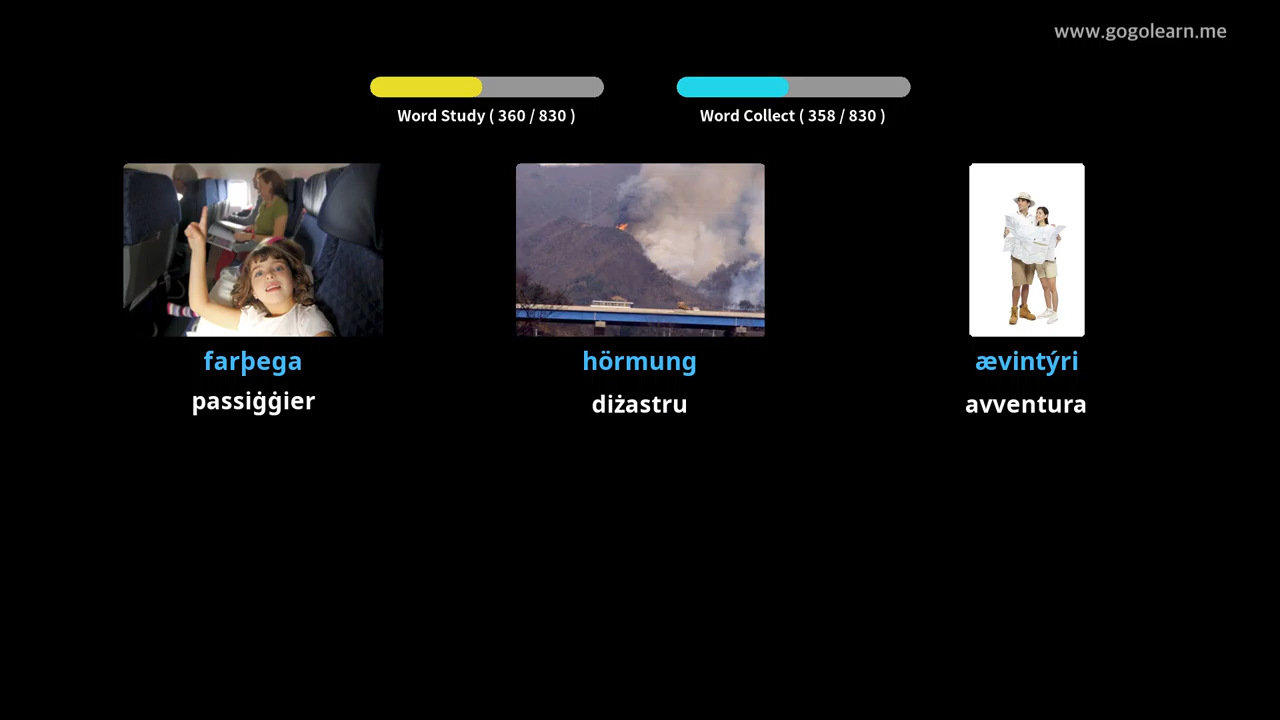 www.gogolearn.me
Word Study ( 360 / 830 )
Word Collect ( 358 / 830 )
farþega
hörmung
ævintýri
passiġġier
diżastru
avventura